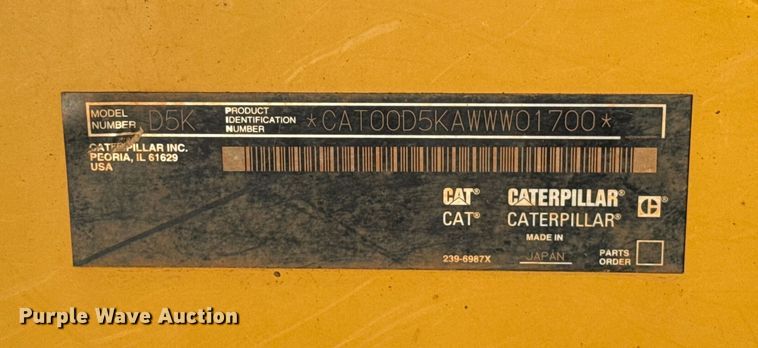 MODEL NUMBER D5K PRODUCT IDENTIFICATION NUMBER *CAT00D5KAWWW01700*
CATERPILLAR INC.
PEORIA, IL 61629
USA
CAT® CATERPILLAR® C
CAT® CATERPILLAR®
MADE IN
239-6987X JAPAN PARTS ORDER
Purple Wave Auction